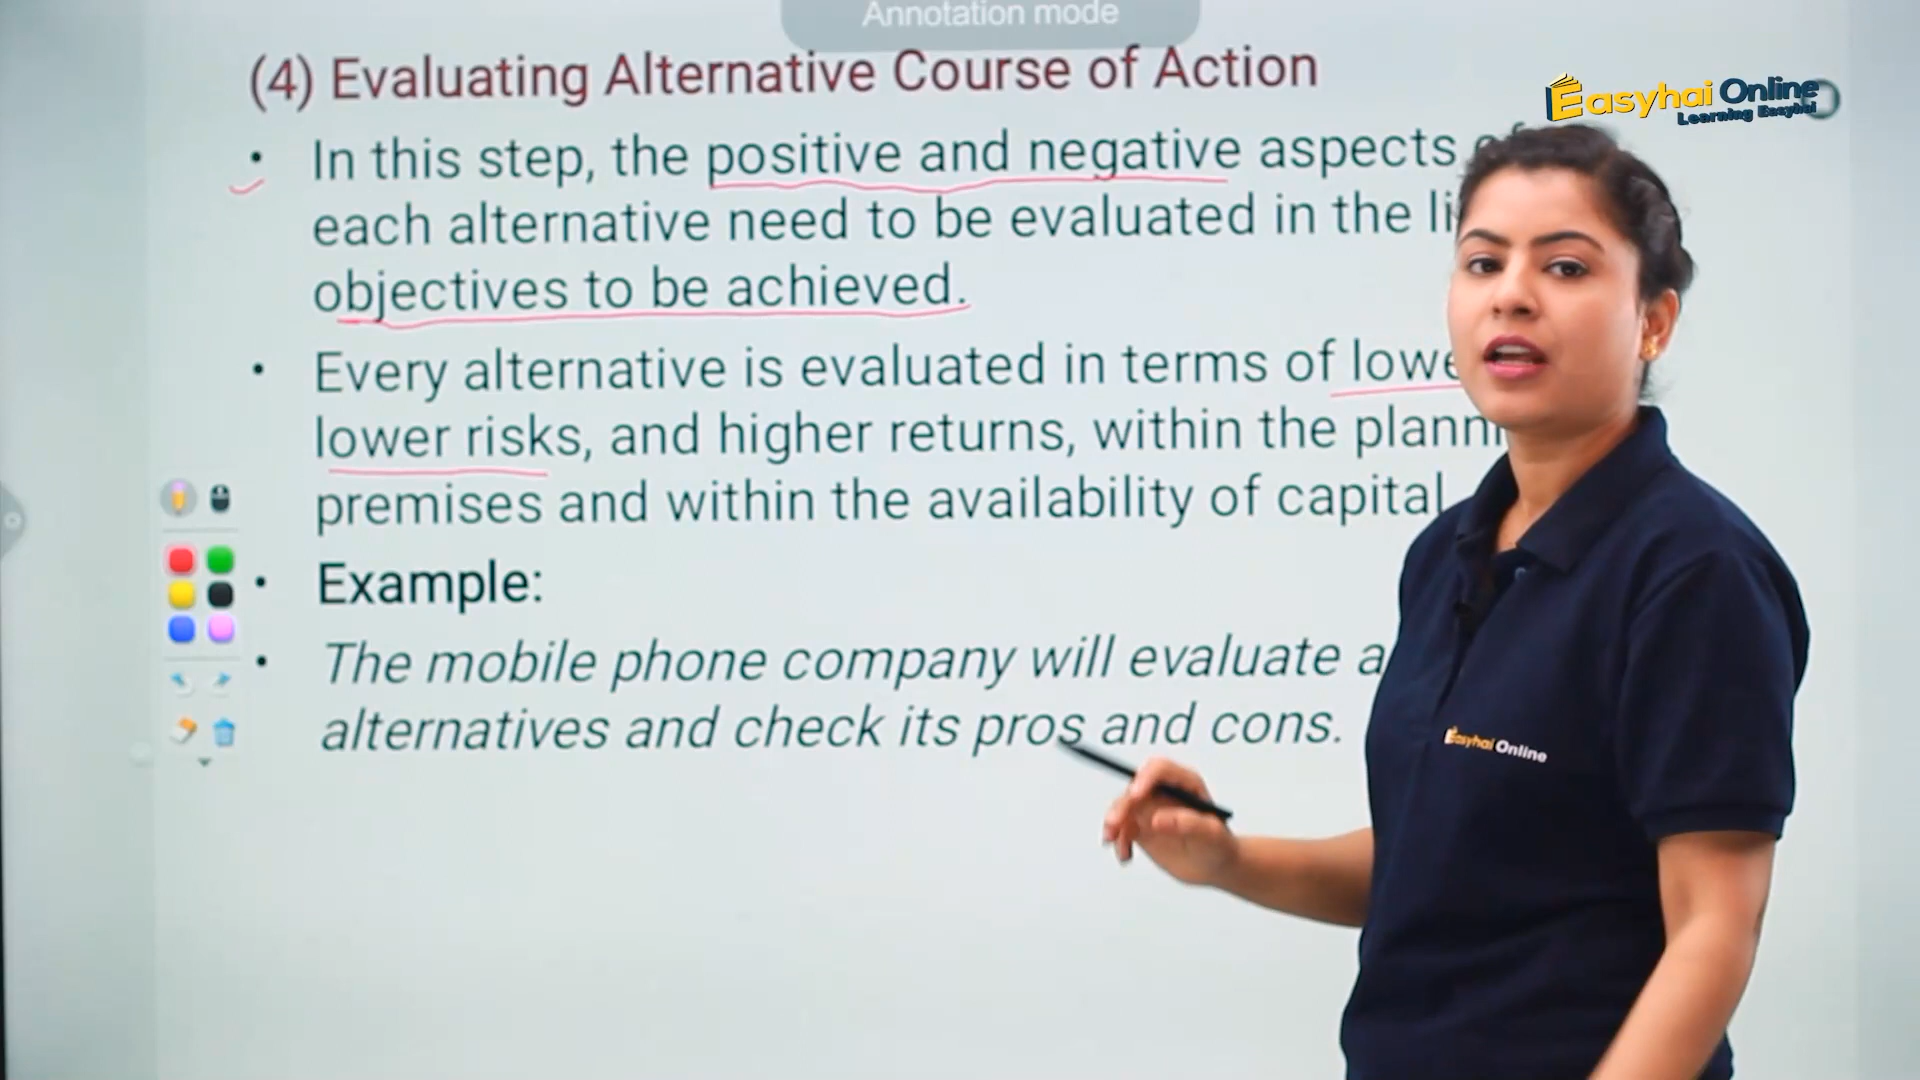 Annotation mode
(4) Evaluating Alternative Course of Action
Easyhai Online
Learning Easyhai
• In this step, the positive and negative aspects
each alternative need to be evaluated in the
objectives to be achieved.
• Every alternative is evaluated in terms of
lower risks, and higher returns, within the
premises and within the availability of capital
• Example:
• The mobile phone company will evaluate
alternatives and check its pros and cons.
Easyhai Online